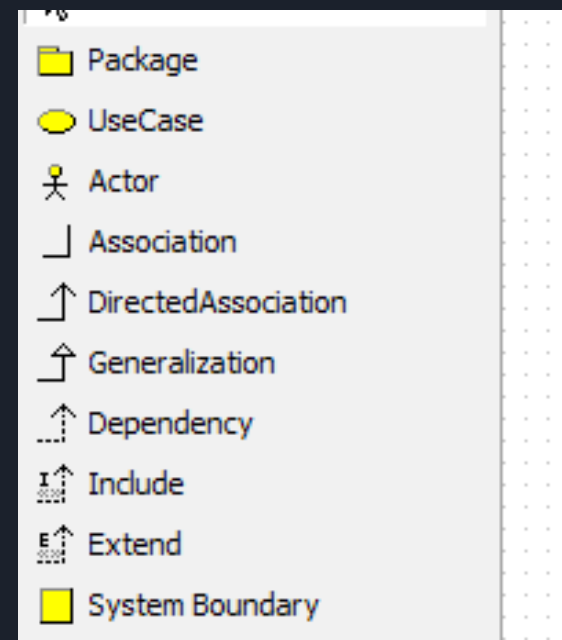 Package
UseCase
Actor
Association
DirectedAssociation
Generalization
Dependency
I Include
E Extend
System Boundary